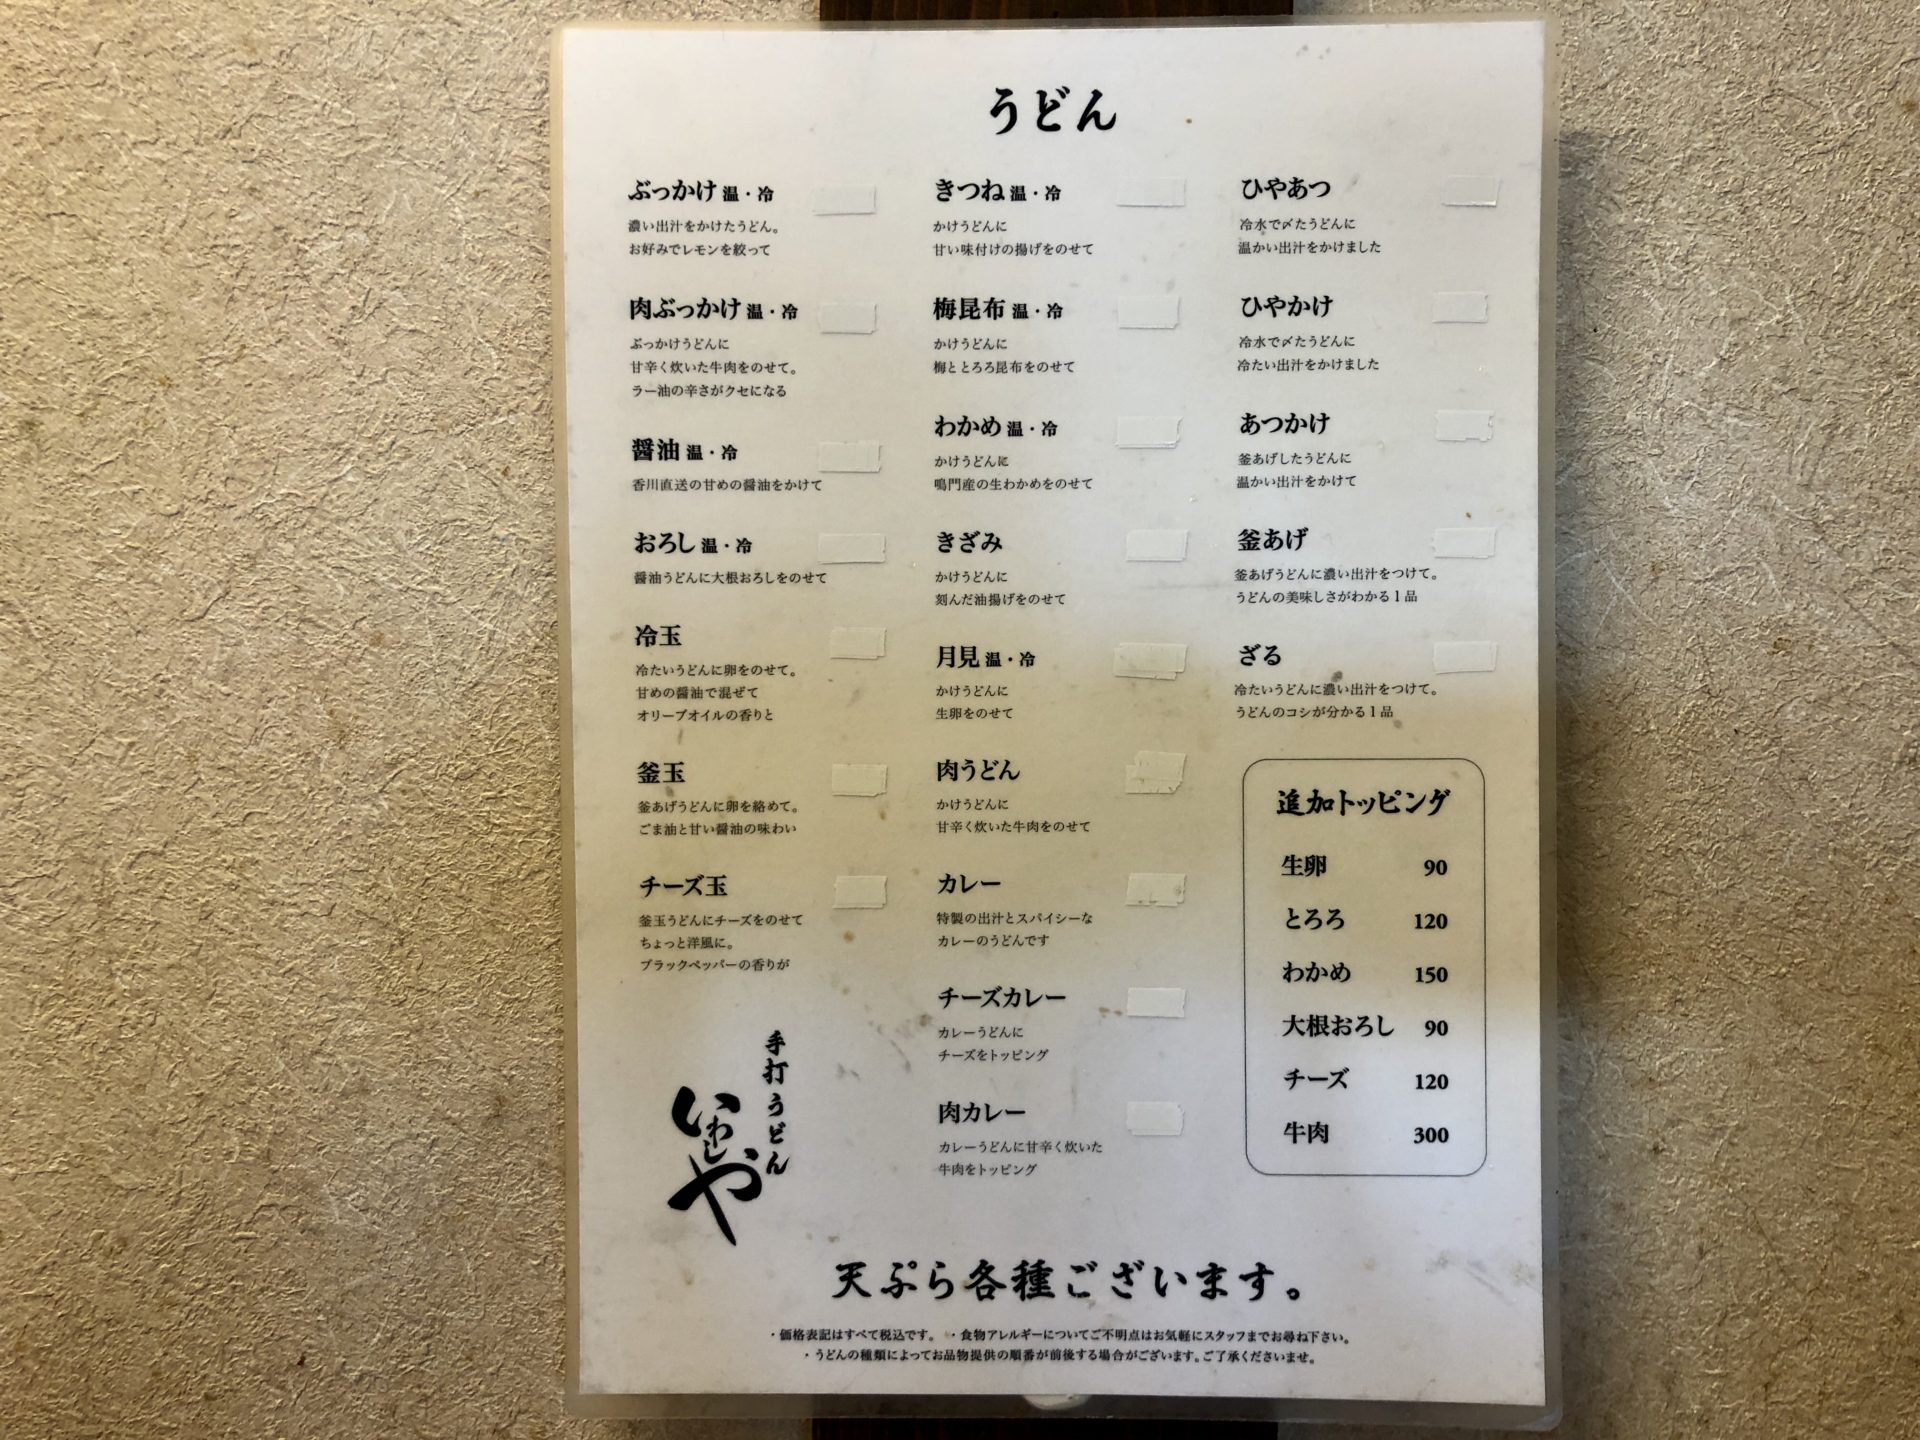 うどん
ぶっかけ 温・冷
濃い出汁をかけたうどん。
お好みでレモンを絞って
肉ぶっかけ 温・冷
ぶっかけうどんに
甘辛く炊いた牛肉をのせて。
ラー油の辛さがクセになる
醤油 温・冷
香川直送の甘めの醤油をかけて
おろし 温・冷
醤油うどんに大根おろしをのせて
冷玉
冷たいうどんに卵をのせて。
甘めの醤油で混ぜて
オリーブオイルの香りと
釜玉
釜あげうどんに卵を絡めて。
ごま油と甘い醤油の味わい
チーズ玉
釜玉うどんにチーズをのせて
ちょっと洋風に。
ブラックペッパーの香りが
手打うどん
いわしや
きつね 温・冷
かけうどんに
甘い味付けの揚げをのせて
梅昆布 温・冷
かけうどんに
梅ととろろ昆布をのせて
わかめ 温・冷
かけうどんに
鳴門産の生わかめをのせて
きざみ
かけうどんに
刻んだ油揚げをのせて
月見 温・冷
かけうどんに
生卵をのせて
肉うどん
かけうどんに
甘辛く炊いた牛肉をのせて
カレー
特製の出汁とスパイシーな
カレーのうどんです
チーズカレー
カレーうどんに
チーズをトッピング
肉カレー
カレーうどんに甘辛く炊いた
牛肉をトッピング
ひやあつ
冷水で〆たうどんに
温かい出汁をかけました
ひやかけ
冷水で〆たうどんに
冷たい出汁をかけました
あつかけ
釜あげしたうどんに
温かい出汁をかけて
釜あげ
釜あげうどんに濃い出汁をつけて。
うどんの美味しさがわかる1品
ざる
冷たいうどんに濃い出汁をつけて。
うどんのコシが分かる1品
追加トッピング
生卵 90
とろろ 120
わかめ 150
大根おろし 90
チーズ 120
牛肉 300
天ぷら各種ございます。
・価格表記はすべて税込です。 ・食物アレルギーについてご不明点はお気軽にスタッフまでお尋ね下さい。
・うどんの種類によってお品物提供の順番が前後する場合がございます。ご了承くださいませ。